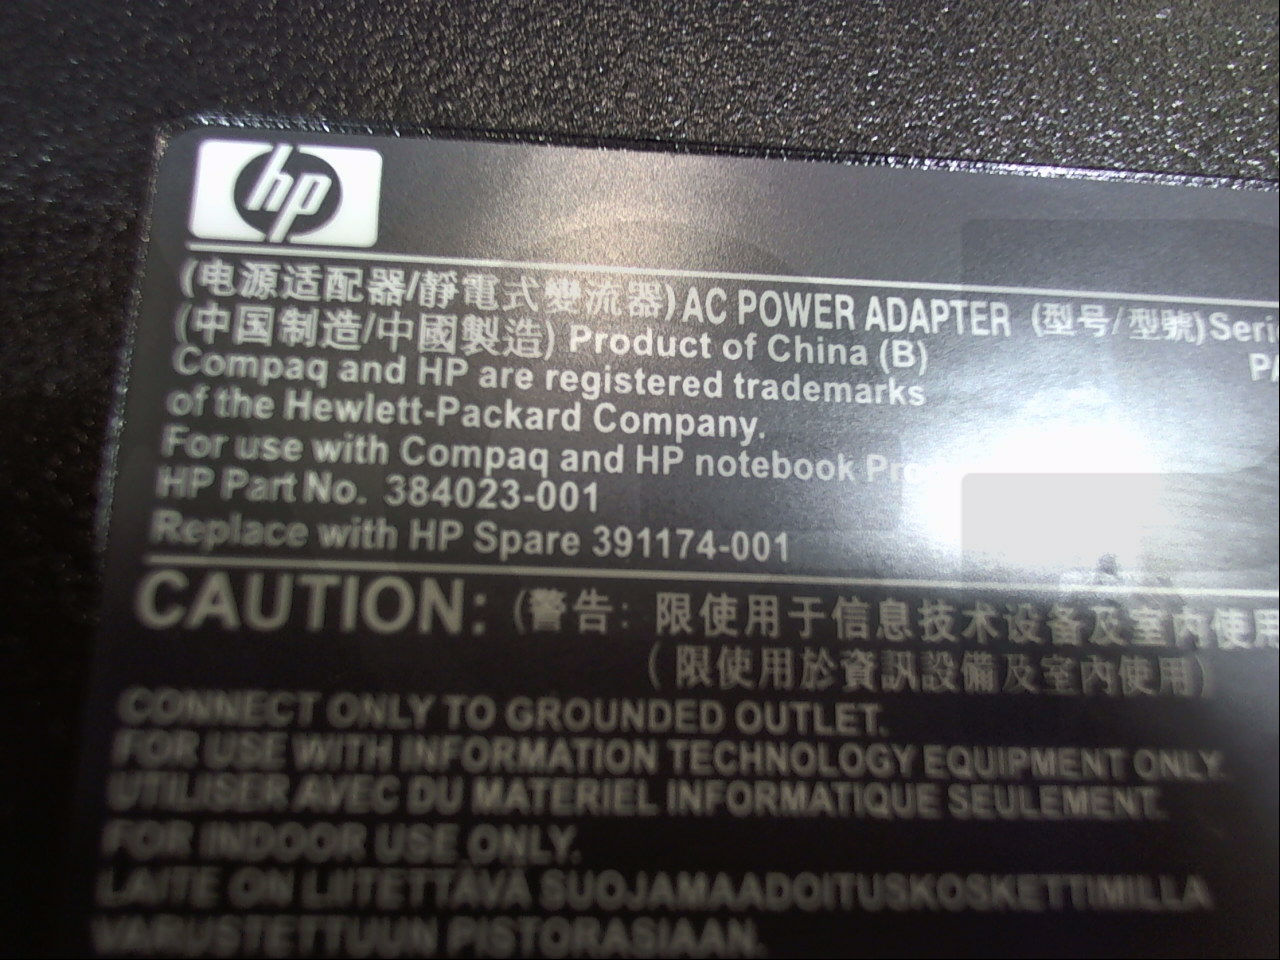 hp
(电源适配器/靜電式變流器) AC POWER ADAPTER (型号/型號) Seri
(中国制造/中國製造) Product of China (B)
PA
Compaq and HP are registered trademarks
of the Hewlett-Packard Company.
For use with Compaq and HP notebook Pr
HP Part No. 384023-001
Replace with HP Spare 391174-001
CAUTION: (警告: 限使用于信息技术设备及室内使用
(限使用於資訊設備及室內使用)
CONNECT ONLY TO GROUNDED OUTLET.
FOR USE WITH INFORMATION TECHNOLOGY EQUIPMENT ONLY.
UTILISER AVEC DU MATERIEL INFORMATIQUE SEULEMENT.
FOR INDOOR USE ONLY.
LAITE ON LIITETTÄVÄ SUOJAMAADOITUSKOSKETTIMILLA
VARUSTETTUUN PISTORASIAAN.